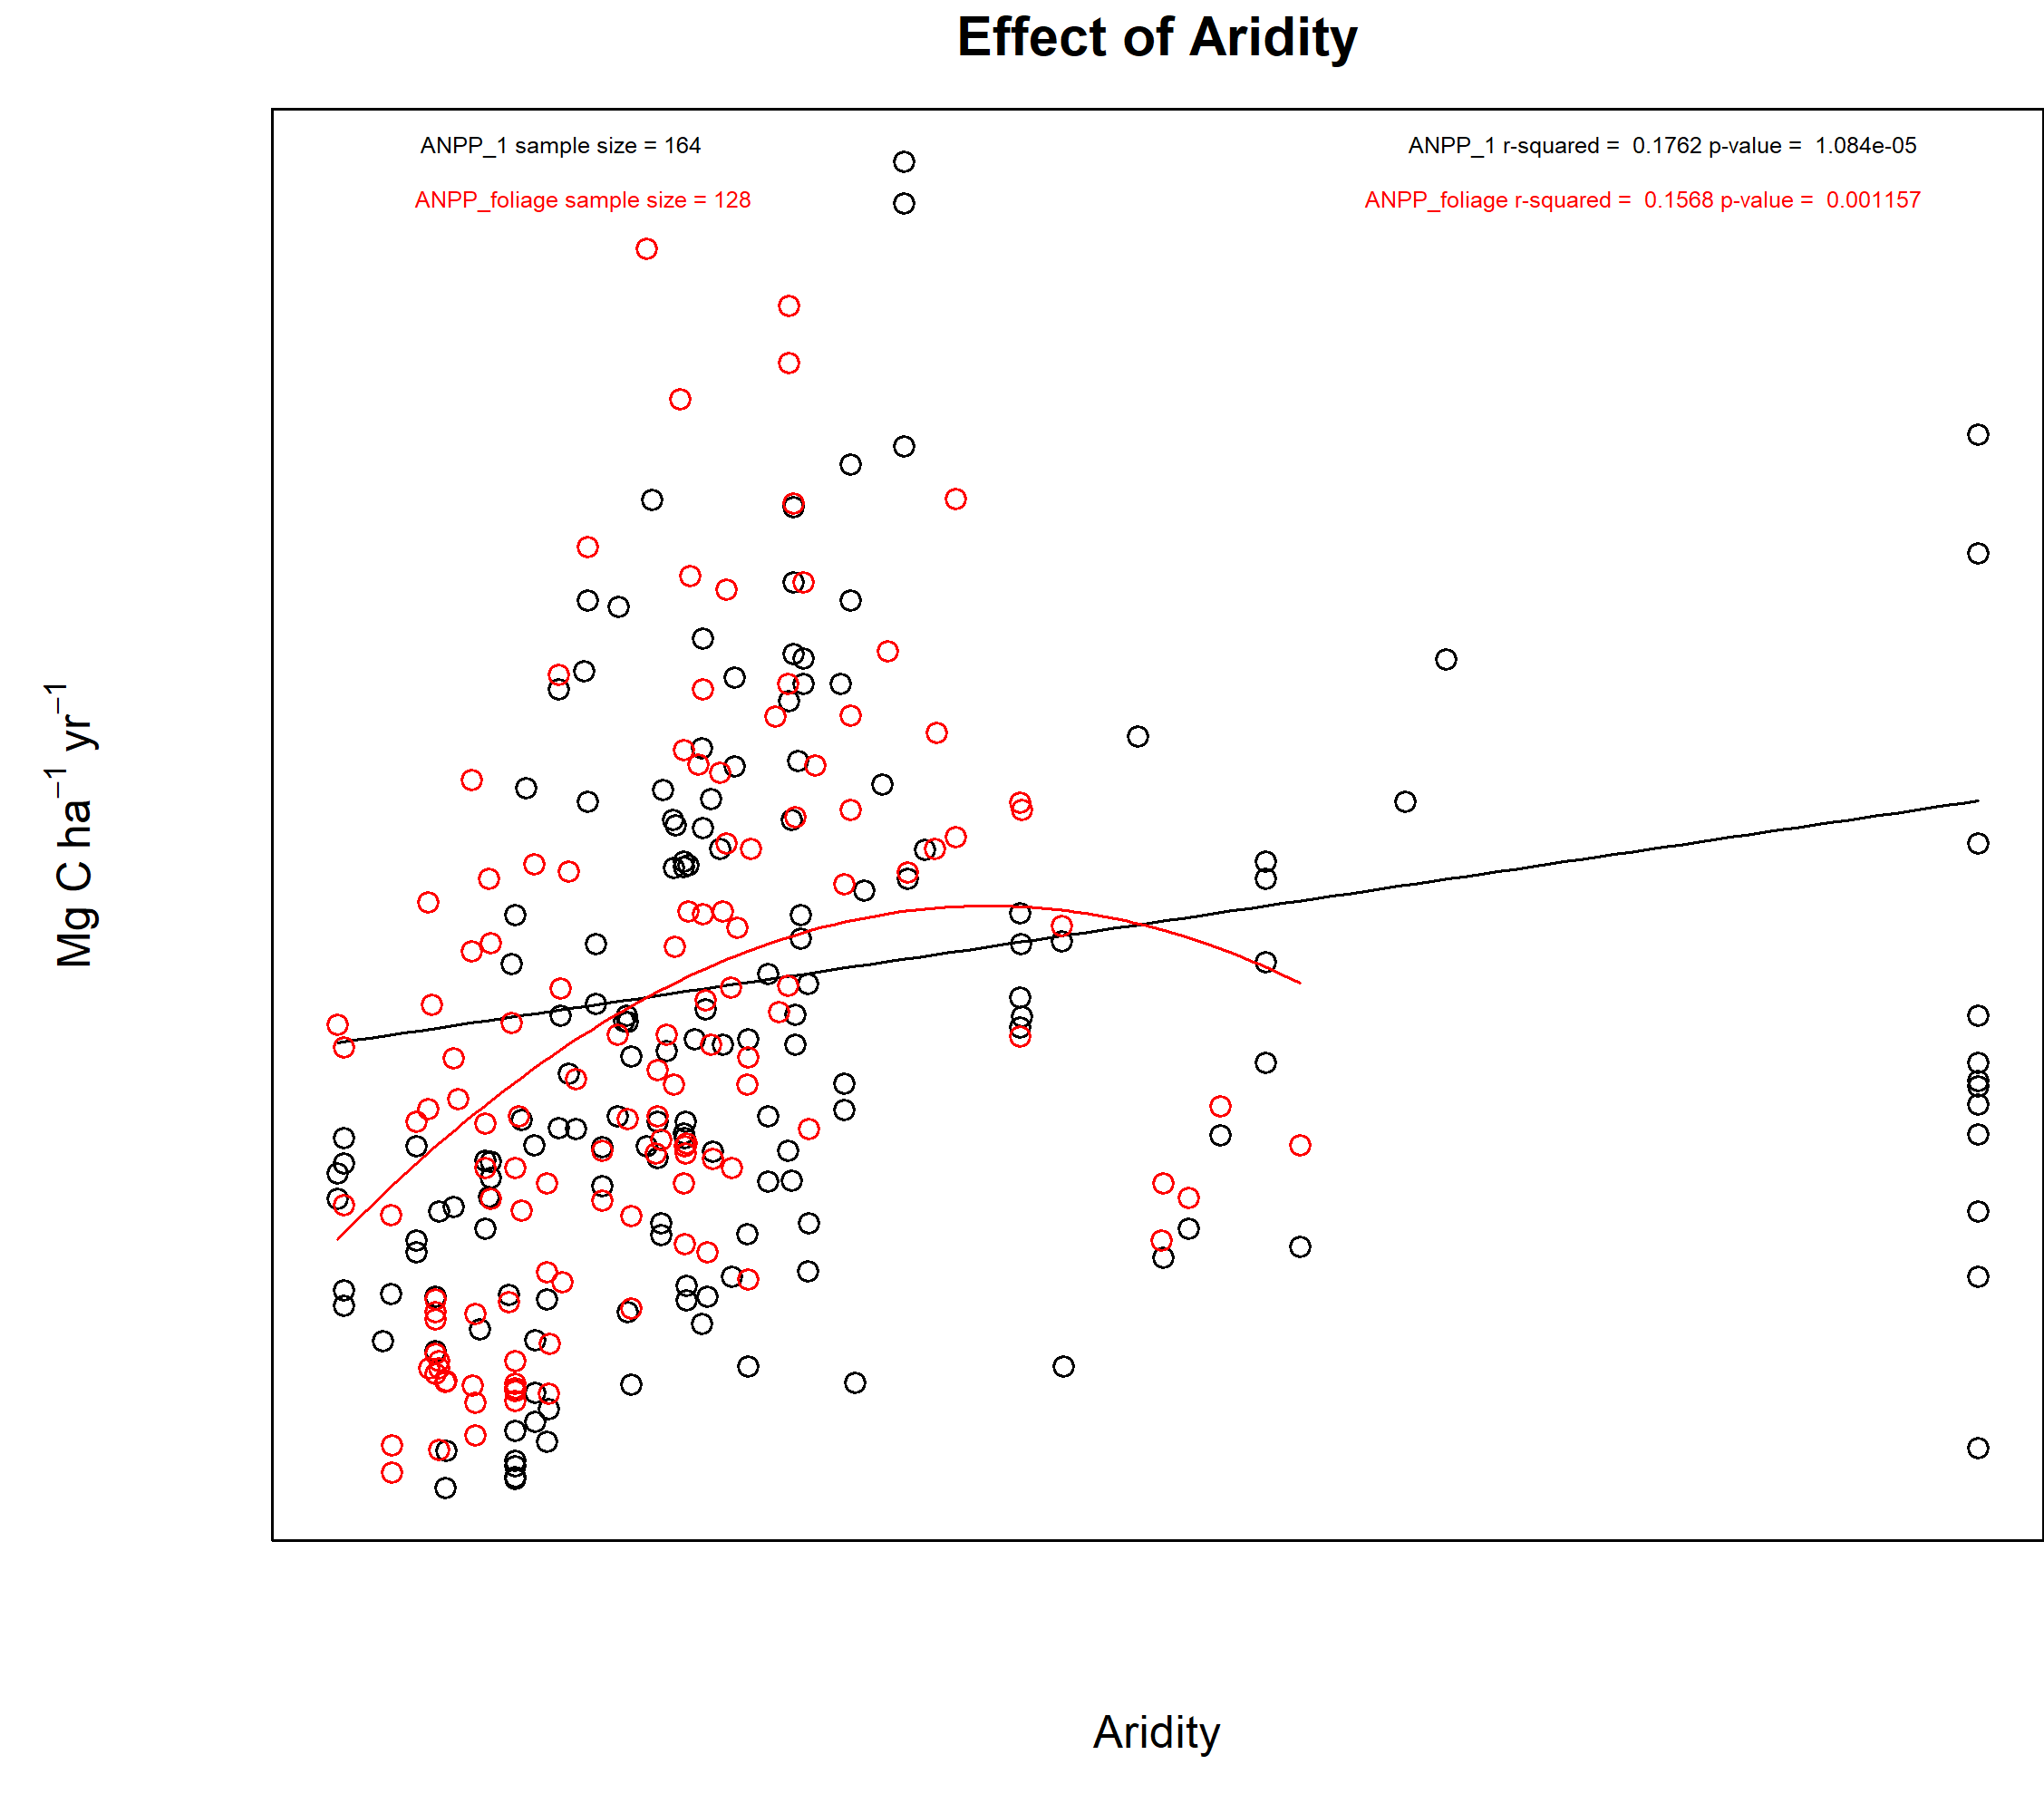 Effect of Aridity
ANPP_1 sample size = 164
ANPP_1 r-squared =  0.1762 p-value =  1.084e-05
ANPP_foliage sample size = 128
ANPP_foliage r-squared =  0.1568 p-value =  0.001157
Mg C ha⁻¹ yr⁻¹
Aridity